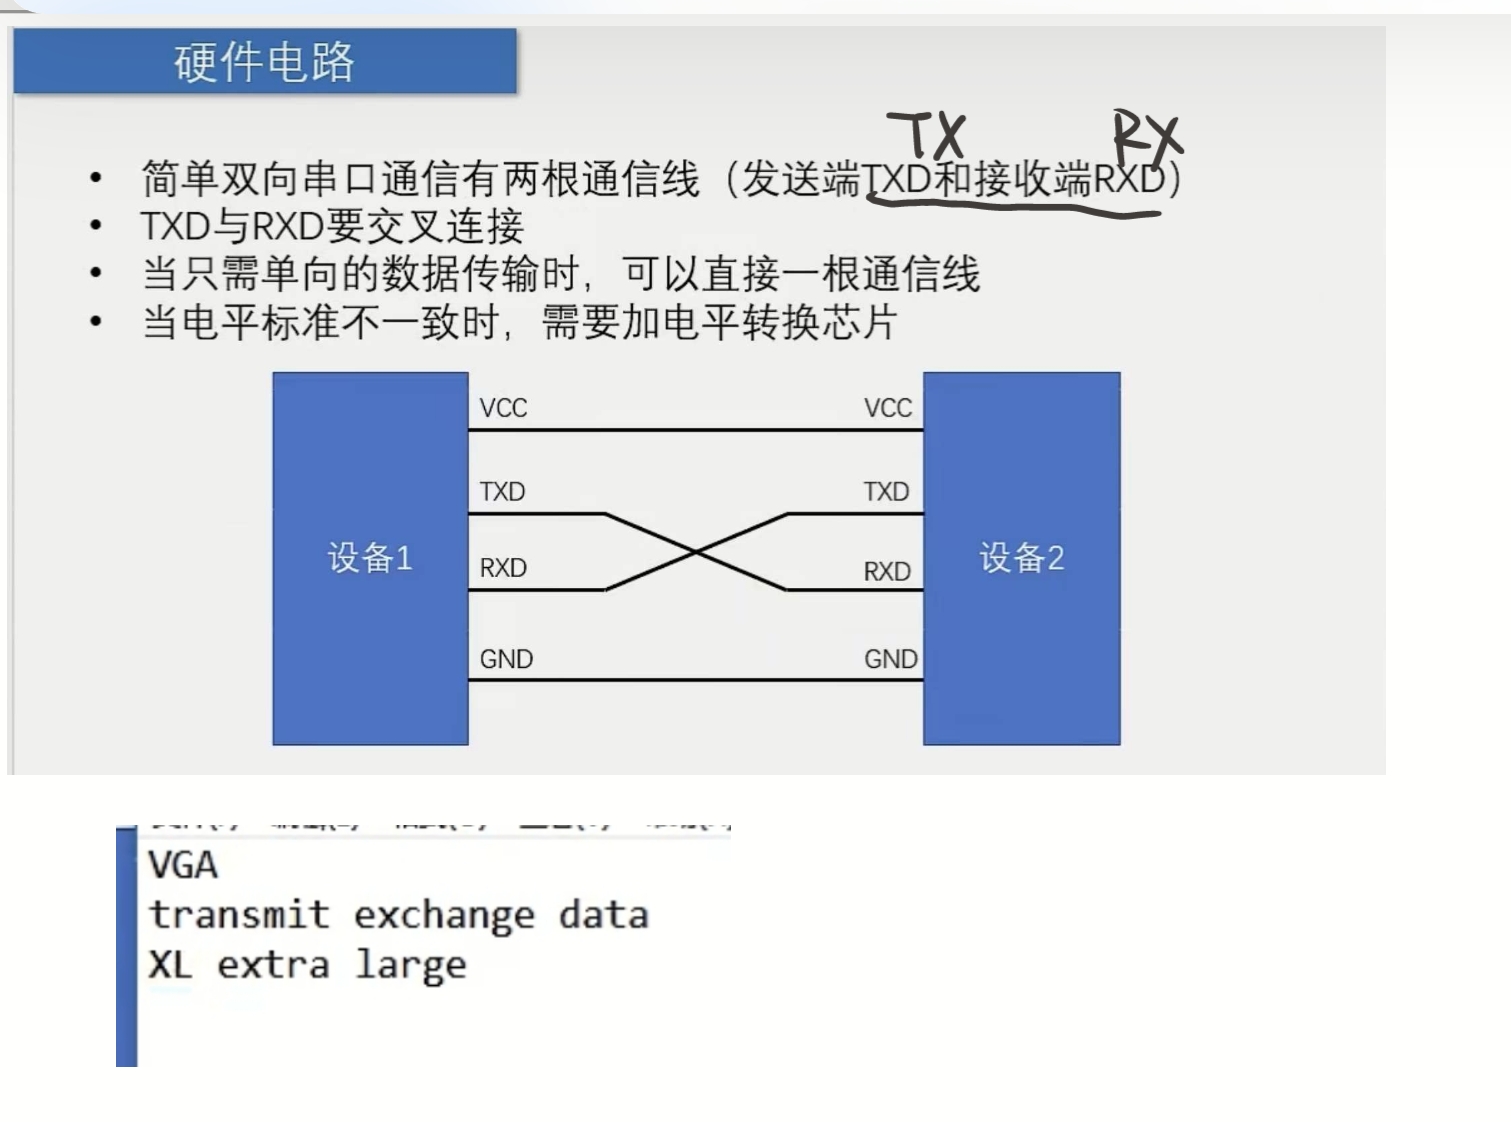 硬件电路
TX RX
• 简单双向串口通信有两根通信线（发送端TXD和接收端RXD）
• TXD与RXD要交叉连接
• 当只需单向的数据传输时，可以直接一根通信线
• 当电平标准不一致时，需要加电平转换芯片
VCC VCC
TXD TXD
设备1 设备2
RXD RXD
GND GND
VGA
transmit exchange data
XL extra large